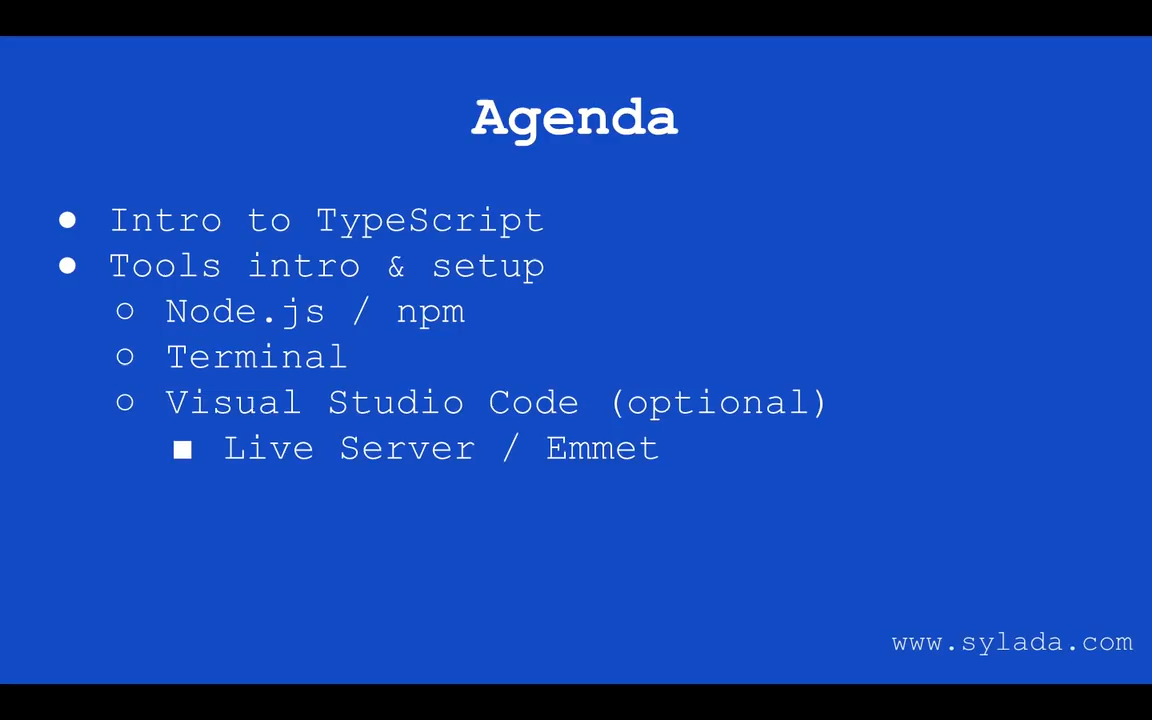 Agenda
● Intro to TypeScript
● Tools intro & setup
○ Node.js / npm
○ Terminal
○ Visual Studio Code (optional)
■ Live Server / Emmet
www.sylada.com